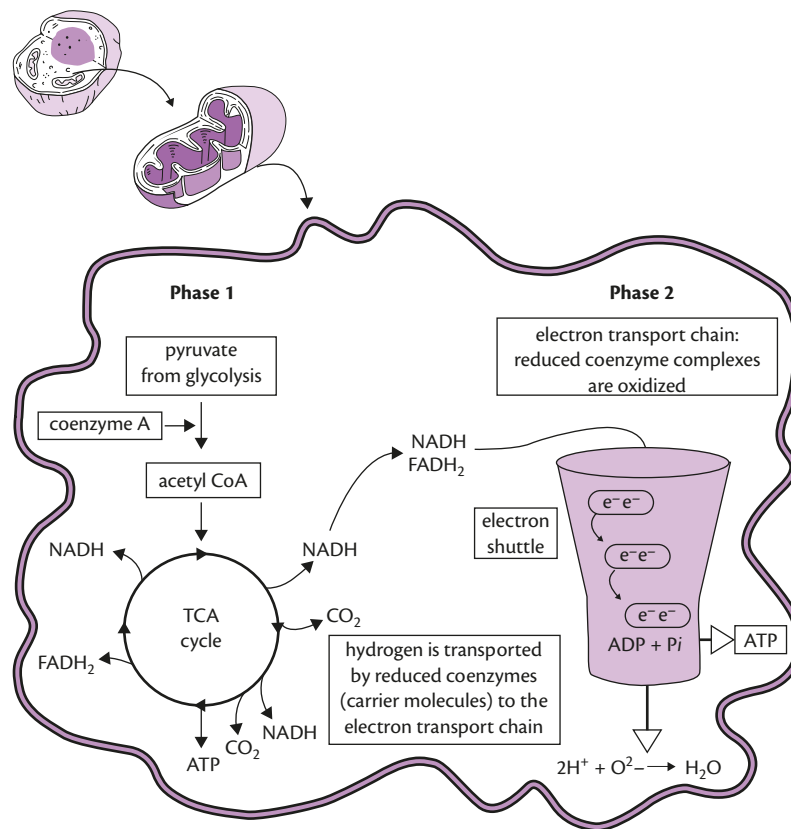 Phase 1
pyruvate
from glycolysis
coenzyme A
acetyl CoA
NADH
TCA
cycle
FADH₂
ATP
CO₂
NADH
CO₂
NADH
NADH
FADH₂
hydrogen is transported
by reduced coenzymes
(carrier molecules) to the
electron transport chain
Phase 2
electron transport chain:
reduced coenzyme complexes
are oxidized
electron
shuttle
e⁻ e⁻
e⁻e⁻
e⁻ e⁻
ADP + Pi
ATP
2H⁺ + O²– → H₂O